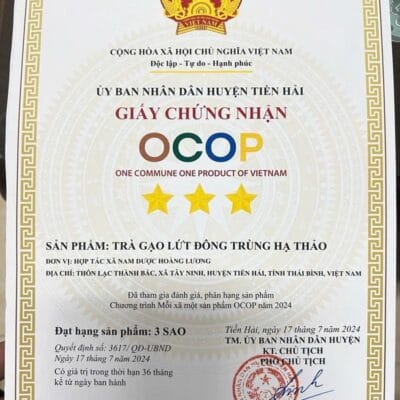 VIỆT NAM
CỘNG HÒA XÃ HỘI CHỦ NGHĨA VIỆT NAM
Độc lập - Tự do - Hạnh phúc
ỦY BAN NHÂN DÂN HUYỆN TIỀN HẢI
GIẤY CHỨNG NHẬN
OCOP
ONE COMMUNE ONE PRODUCT OF VIETNAM
SẢN PHẨM: TRÀ GẠO LỨT ĐÔNG TRÙNG HẠ THẢO
ĐƠN VỊ: HỢP TÁC XÃ NAM DƯỢC HOÀNG LƯƠNG
ĐỊA CHỈ: THÔN LẠC THÀNH BẮC, XÃ TÂY NINH, HUYỆN TIỀN HẢI, TỈNH THÁI BÌNH, VIỆT NAM
Đã tham gia đánh giá, phân hạng sản phẩm
Chương trình Mỗi xã một sản phẩm OCOP năm 2024
Đạt hạng sản phẩm: 3 SAO
Quyết định số: 3617/ QĐ-UBND
Ngày 17 tháng 7 năm 2024
Có giá trị trong thời hạn 36 tháng
kể từ ngày ban hành
Tiền Hải, ngày 17 tháng 7 năm 2024
TM. ỦY BAN NHÂN DÂN HUYỆN
KT. CHỦ TỊCH
PHÓ CHỦ TỊCH